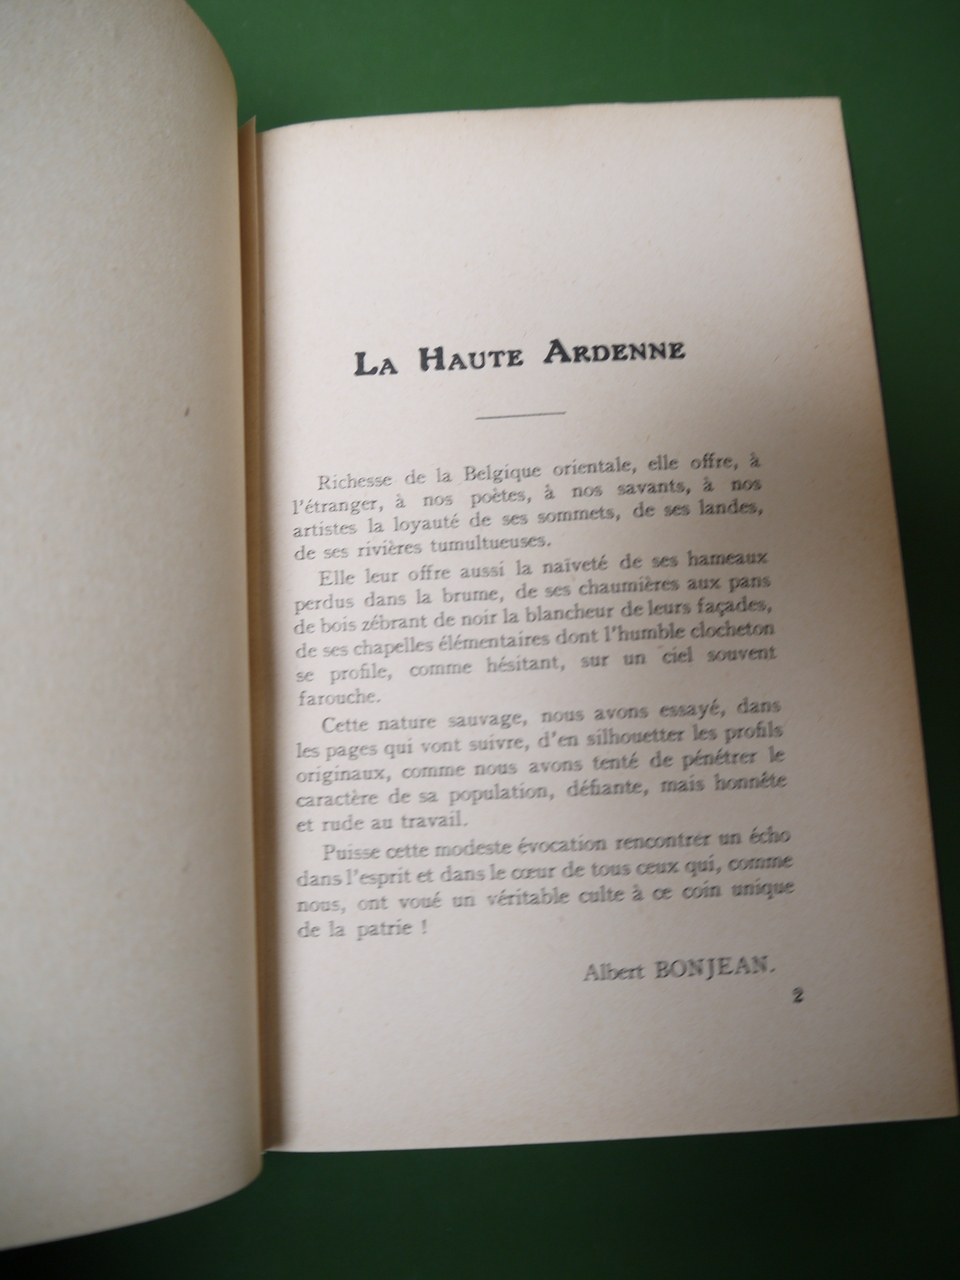 La Haute Ardenne
Richesse de la Belgique orientale, elle offre, à
l'étranger, à nos poètes, à nos savants, à nos
artistes la loyauté de ses sommets, de ses landes,
de ses rivières tumultueuses.
Elle leur offre aussi la naïveté de ses hameaux
perdus dans la brume, de ses chaumières aux pans
de bois zébrant de noir la blancheur de leurs façades,
de ses chapelles élémentaires dont l'humble clocheton
se profile, comme hésitant, sur un ciel souvent
farouche.
Cette nature sauvage, nous avons essayé, dans
les pages qui vont suivre, d'en silhouetter les profils
originaux, comme nous avons tenté de pénétrer le
caractère de sa population, défiante, mais honnête
et rude au travail.
Puisse cette modeste évocation rencontrer un écho
dans l'esprit et dans le cœur de tous ceux qui, comme
nous, ont voué un véritable culte à ce coin unique
de la patrie !
Albert BONJEAN.
2